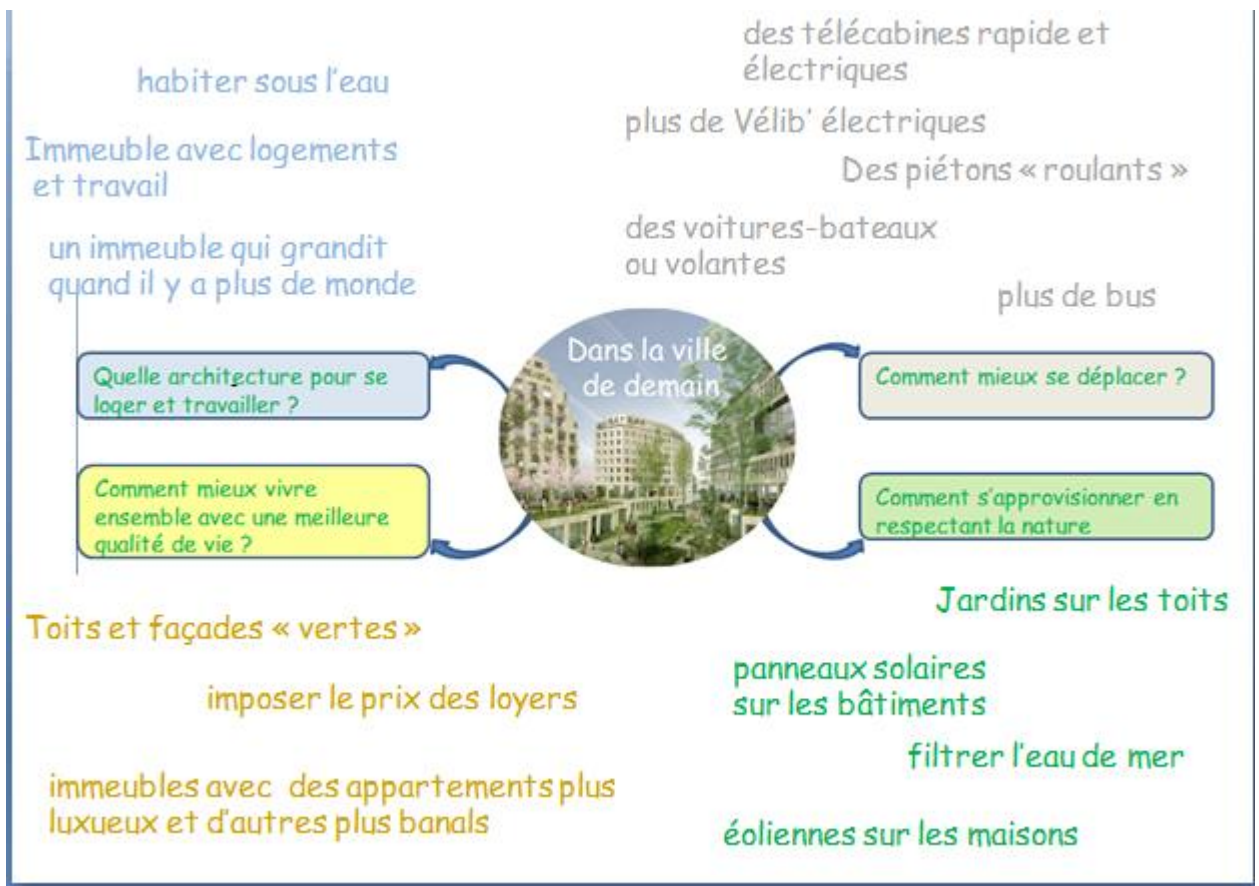 habiter sous l'eau
Immeuble avec logements
et travail
un immeuble qui grandit
quand il y a plus de monde
des télécabines rapide et
électriques
plus de Vélib' électriques
Des piétons « roulants »
des voitures-bateaux
ou volantes
plus de bus
Dans la ville
de demain
Quelle architecture pour se
loger et travailler ?
Comment mieux se déplacer ?
Comment mieux vivre
ensemble avec une meilleure
qualité de vie ?
Comment s'approvisionner en
respectant la nature
Toits et façades « vertes »
imposer le prix des loyers
immeubles avec des appartements plus
luxueux et d'autres plus banals
Jardins sur les toits
panneaux solaires
sur les bâtiments
filtrer l'eau de mer
éoliennes sur les maisons